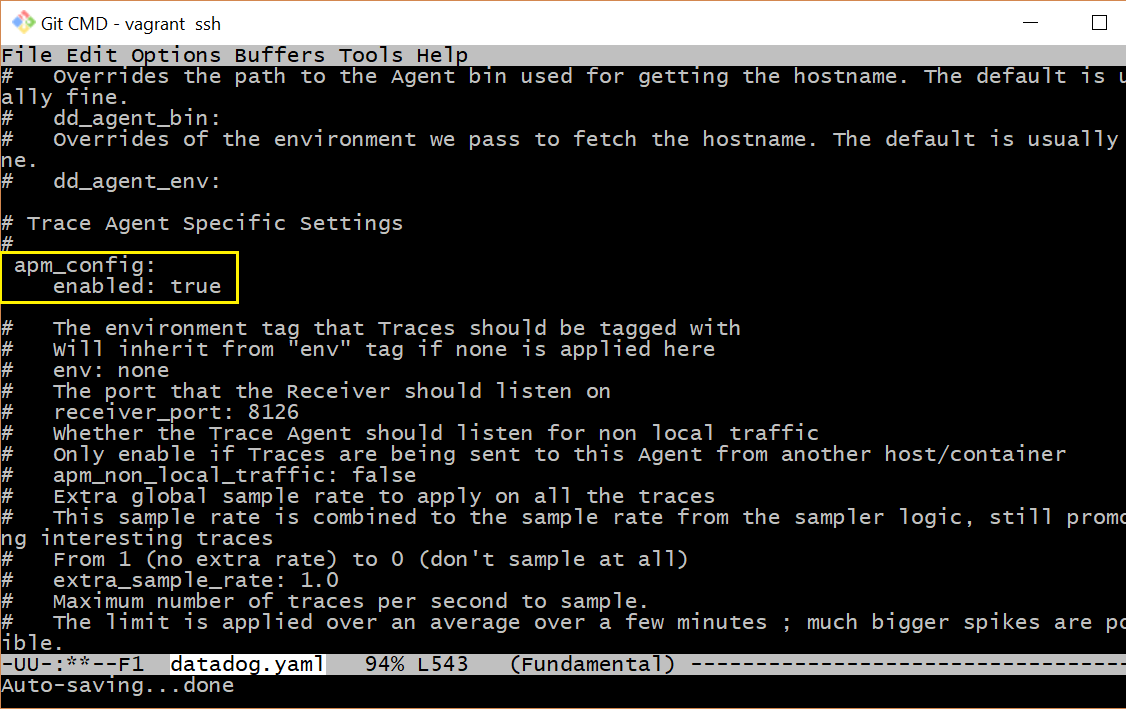 Git CMD - vagrant  ssh
File Edit Options Buffers Tools Help
#   Overrides the path to the Agent bin used for getting the hostname. The default is u
ally fine.
#   dd_agent_bin:
#   Overrides of the environment we pass to fetch the hostname. The default is usually
ne.
#   dd_agent_env:
# Trace Agent Specific Settings
#
apm_config:
    enabled: true
#   The environment tag that Traces should be tagged with
#   Will inherit from "env" tag if none is applied here
#   env: none
#   The port that the Receiver should listen on
#   receiver_port: 8126
#   Whether the Trace Agent should listen for non local traffic
#   Only enable if Traces are being sent to this Agent from another host/container
#   apm_non_local_traffic: false
#   Extra global sample rate to apply on all the traces
#   This sample rate is combined to the sample rate from the sampler logic, still promo
ng interesting traces
#   From 1 (no extra rate) to 0 (don't sample at all)
#   extra_sample_rate: 1.0
#   Maximum number of traces per second to sample.
#   The limit is applied over an average over a few minutes ; much bigger spikes are po
ible.
-UU-:**--F1  datadog.yaml   94% L543   (Fundamental) ----------------------------------
Auto-saving...done